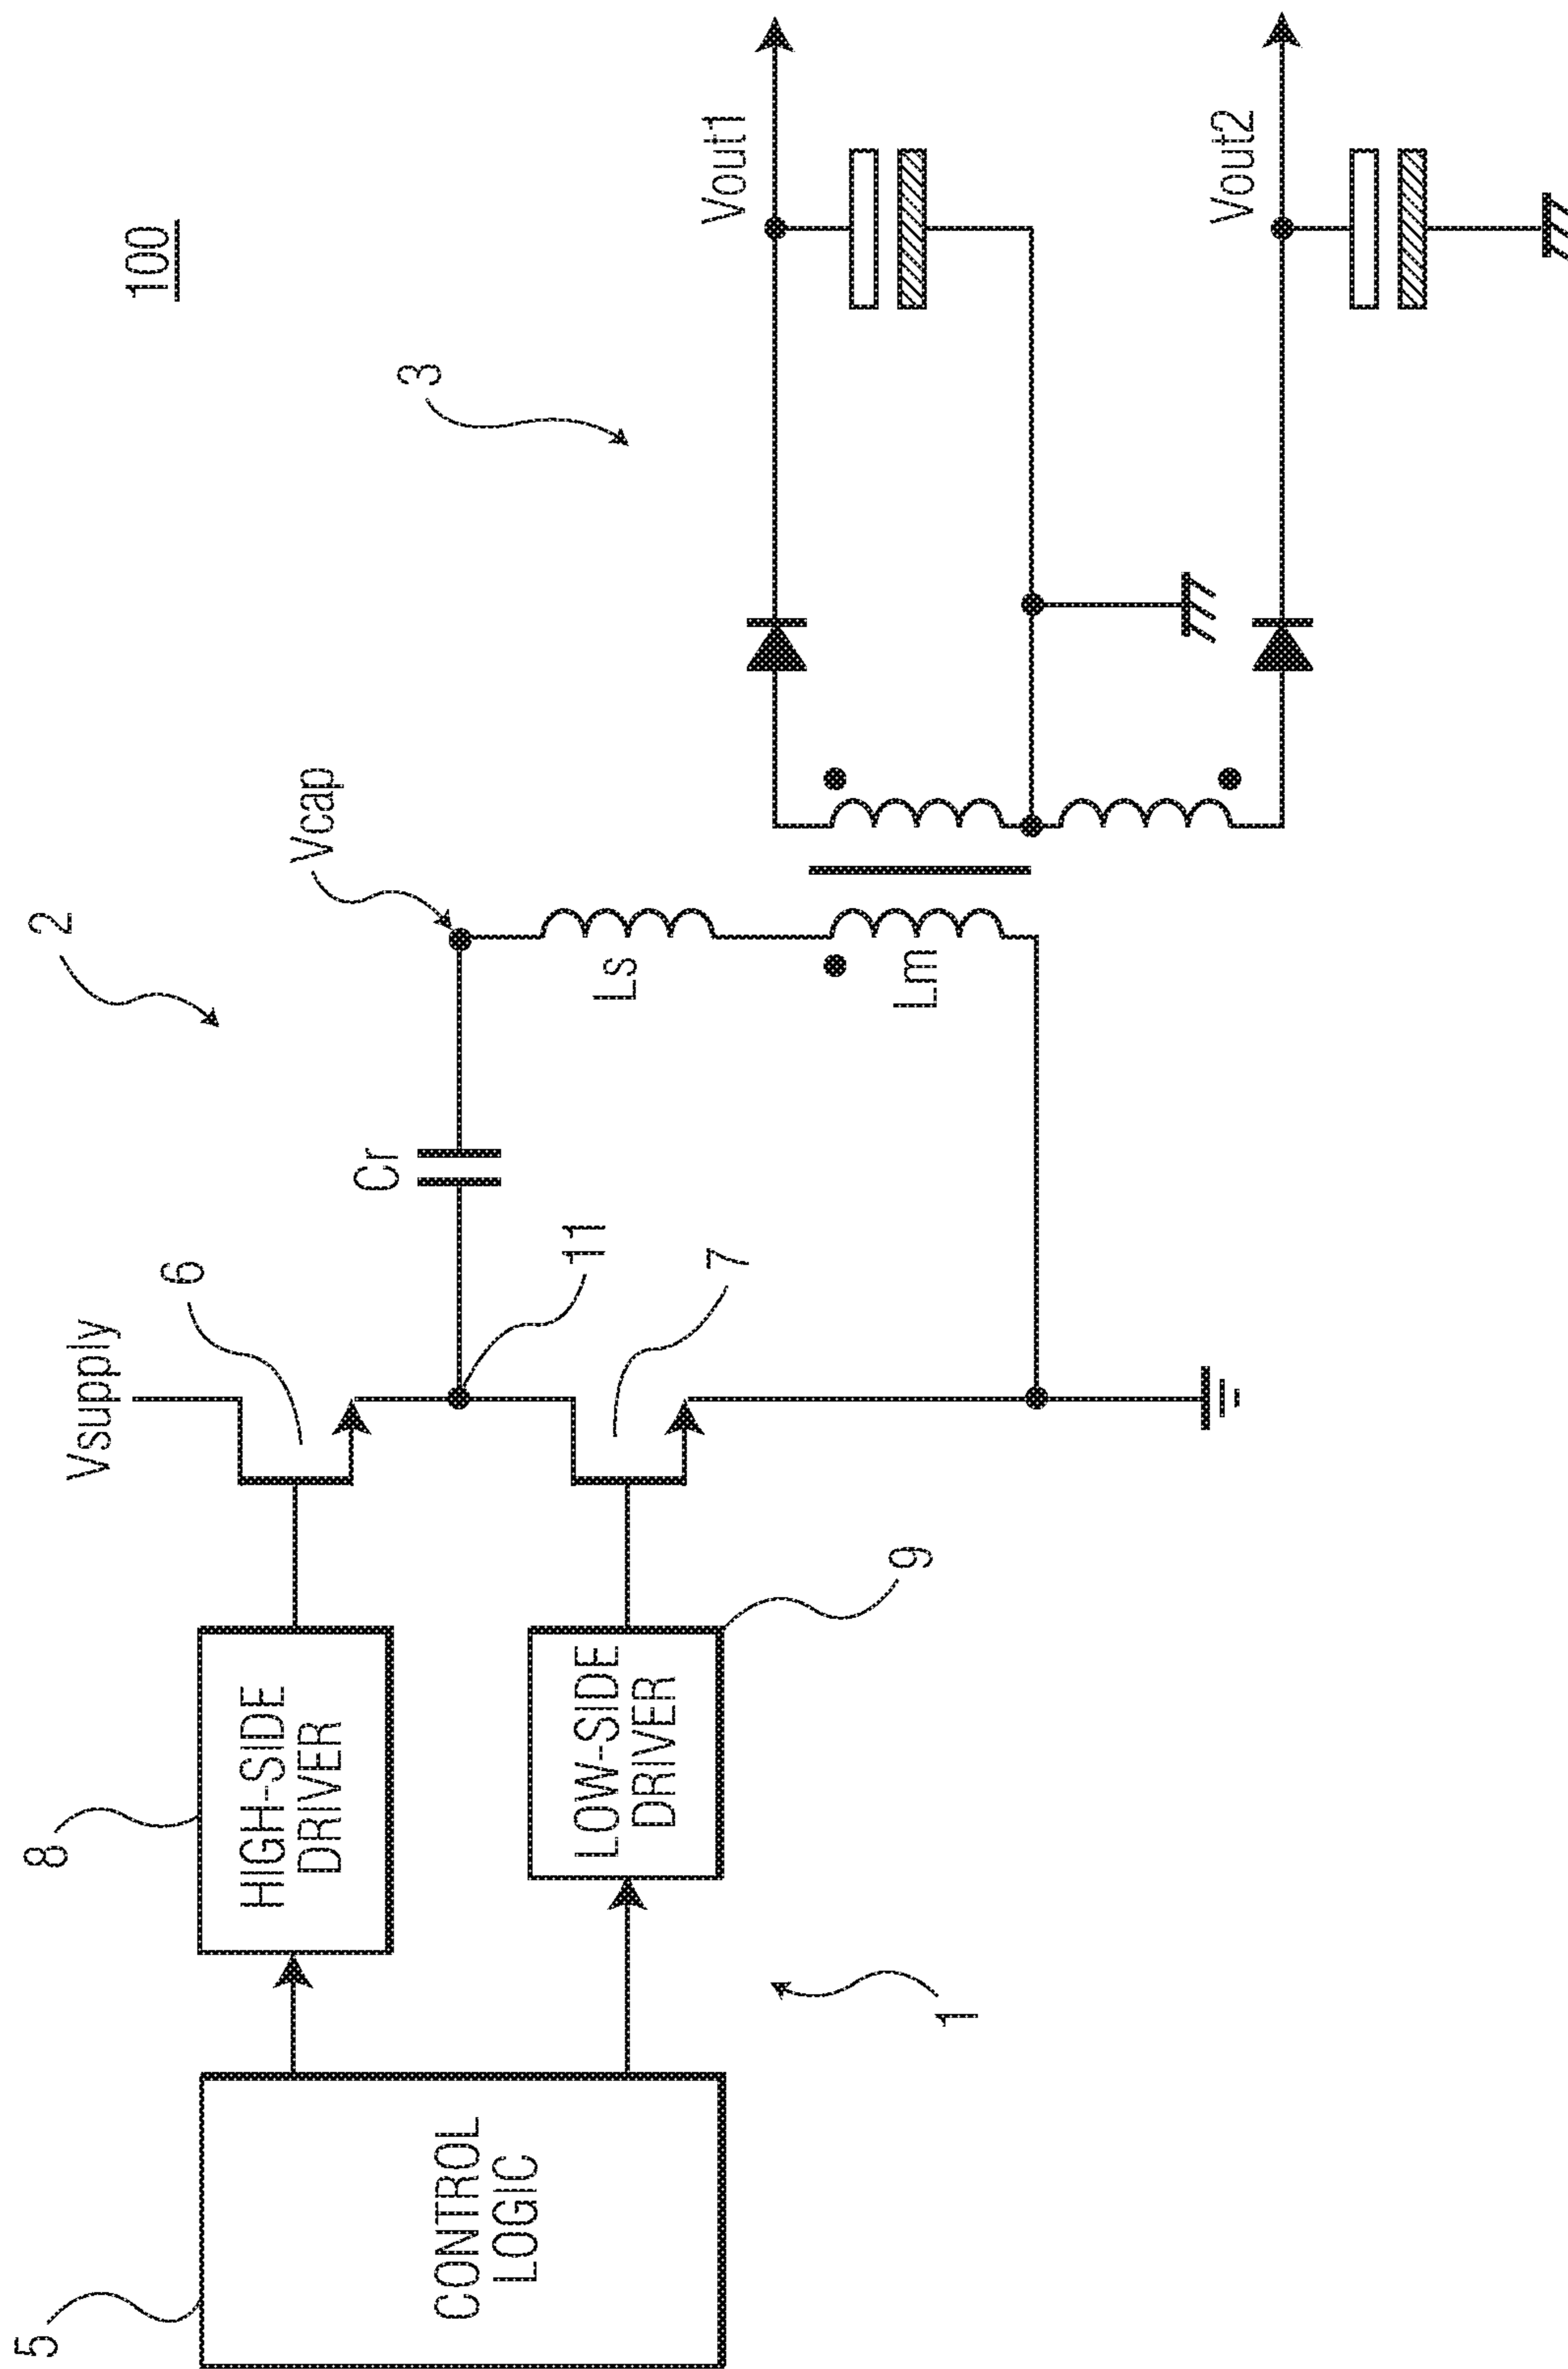 100
2
3
Vsupply
Vcap
Vout1
Vout2
Cr
Ls
Lm
6
11
7
8
HIGH-SIDE
DRIVER
LOW-SIDE
DRIVER
9
5
CONTROL
LOGIC
1